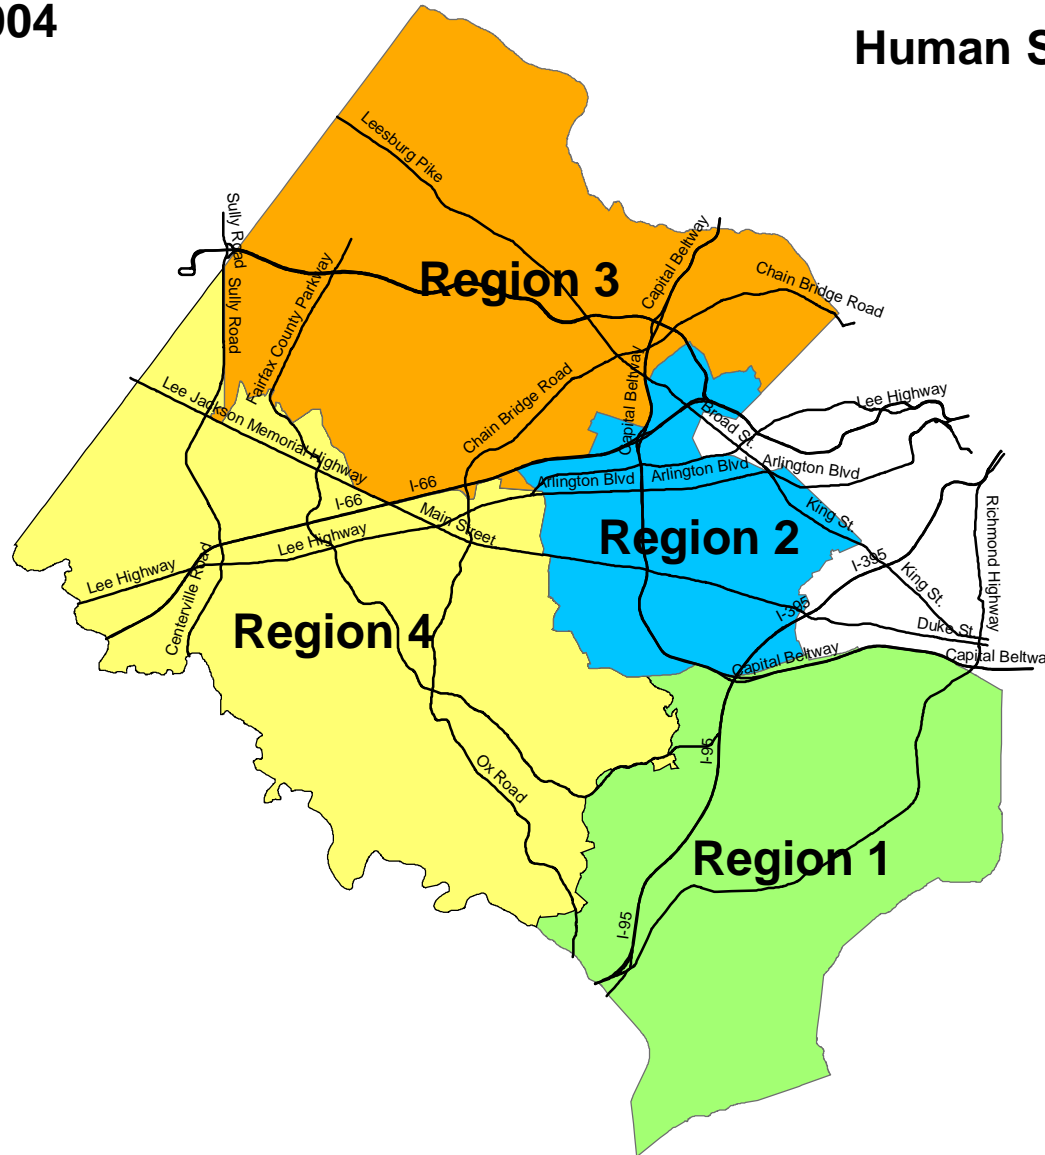 004
Human S
Leesburg Pike
Sully Road
Capital Beltway
Fairfax County Parkway
Region 3
Chain Bridge Road
Sully Road
Capital Beltway
Lee Jackson Memorial Highway
Chain Bridge Road
Lee Highway
Broad St.
Arlington Blvd
Arlington Blvd
Arlington Blvd
I-66
I-66
Main Street
King St.
Richmond Highway
Lee Highway
Region 2
Lee Highway
Centerville Road
I-395
King St.
I-395
Region 4
Duke St.
Capital Beltway
Capital Beltwa
I-95
Ox Road
Region 1
I-95